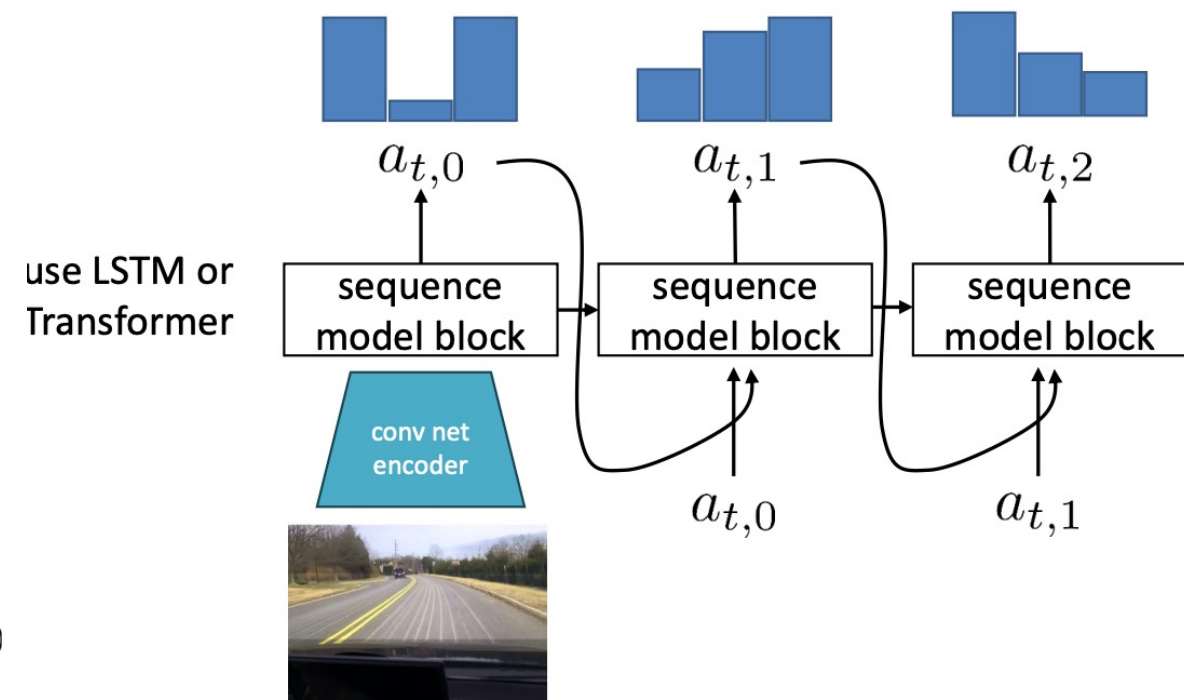 a_{t,0}
a_{t,1}
a_{t,2}
use LSTM or
Transformer
sequence
model block
sequence
model block
sequence
model block
conv net
encoder
a_{t,0}
a_{t,1}
)